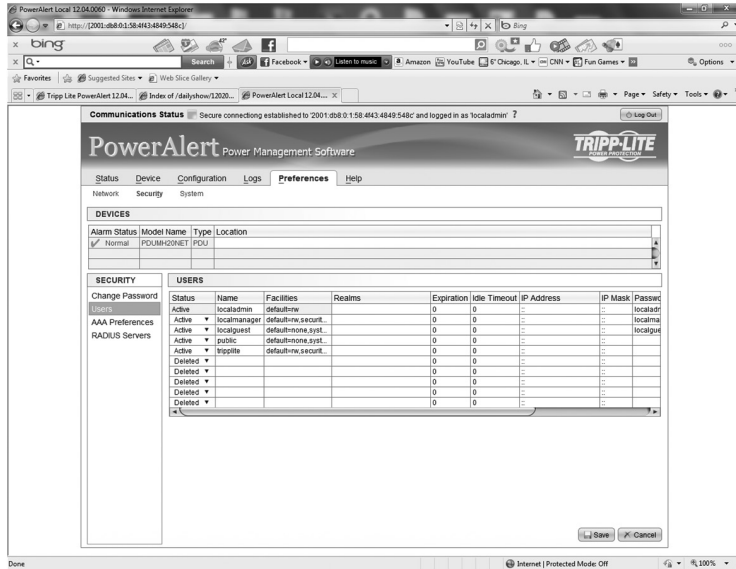 PowerAlert Local 12.04.0060 - Windows Internet Explorer
http://[2001:db8:0:1:58:4f43:4849:548c]/
Bing
bing
42°
Search
Facebook
Listen to music
Amazon
YouTube
6° Chicago, IL
CNN
Fun Games
Options
Favorites
Suggested Sites
Web Slice Gallery
Tripp Lite PowerAlert 12.04...
Index of /dailyshow/12020...
PowerAlert Local 12.04....
Page
Safety
Tools
Communications Status Secure connectiong established to '2001:db8:0:1:58:4f43:4849:548c' and logged in as 'localadmin' ?
Log Out
PowerAlert Power Management Software
TRIPP·LITE
POWER PROTECTION
Status Device Configuration Logs Preferences Help
Network Security System
DEVICES
Alarm Status Model Name Type Location
Normal PDUMH20NET PDU
SECURITY
Change Password
Users
AAA Preferences
RADIUS Servers
USERS
Status Name Facilities Realms Expiration Idle Timeout IP Address IP Mask Passwo
Active localadmin default=rw 0 0 :: :: localadr
Active localmanager default=rw,securit... 0 0 :: :: localma
Active localguest default=none,syst... 0 0 :: :: localgue
Active public default=none,syst... 0 0 :: ::
Active tripplite default=rw,securit... 0 0 :: ::
Deleted 0 0 :: ::
Deleted 0 0 :: ::
Deleted 0 0 :: ::
Deleted 0 0 :: ::
Deleted 0 0 :: ::
Save Cancel
Done
Internet | Protected Mode: Off
100%